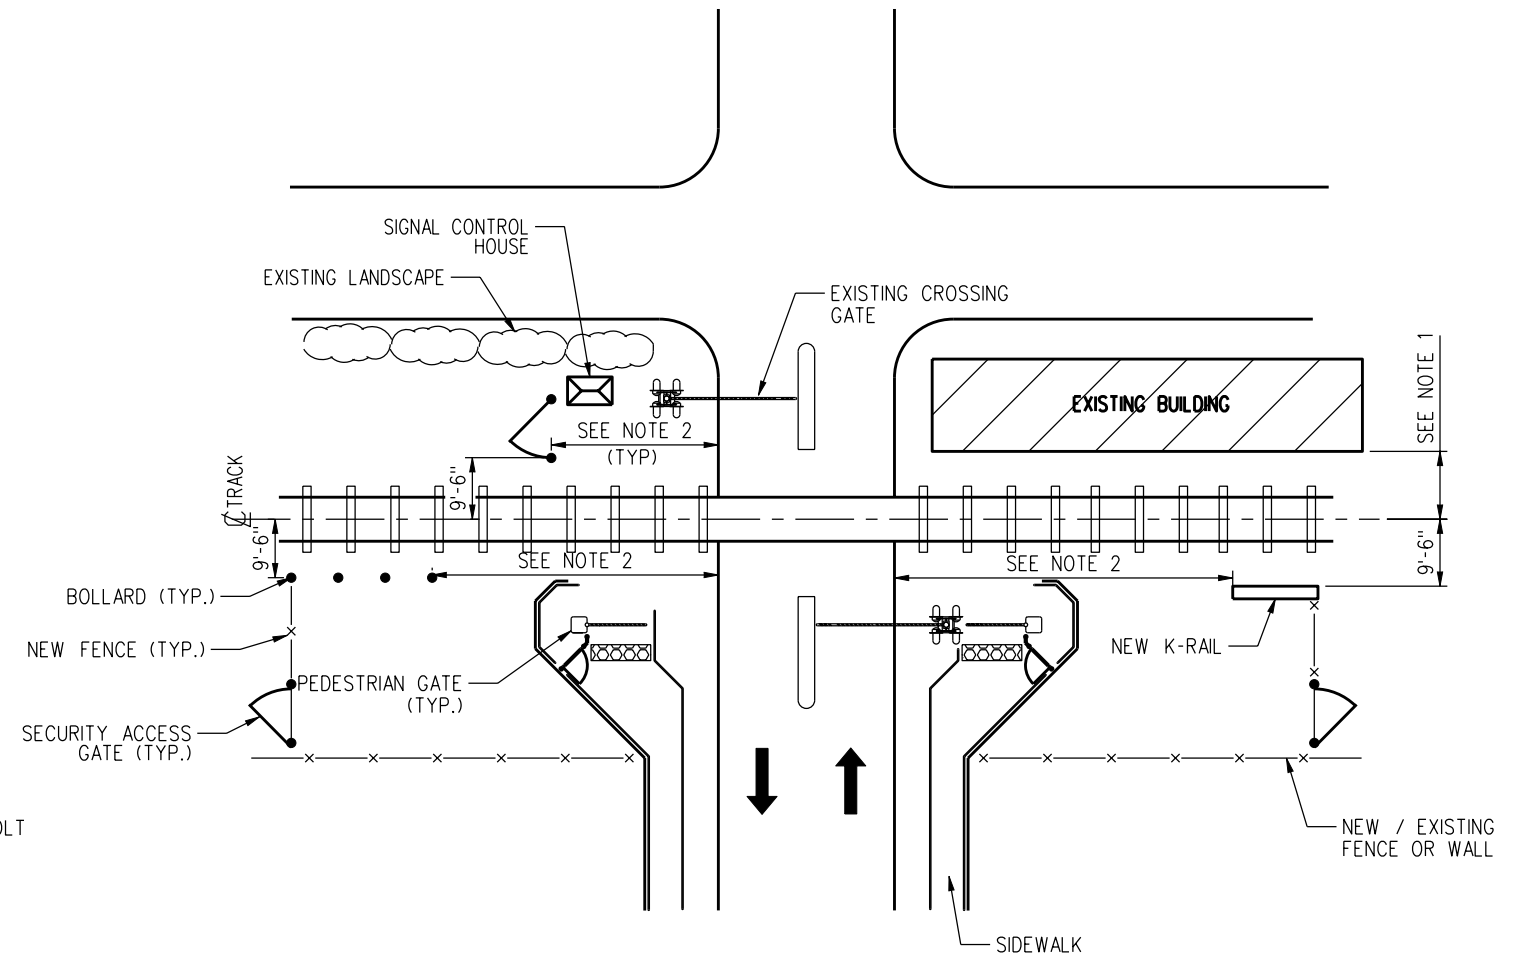 SIGNAL CONTROL
HOUSE
EXISTING LANDSCAPE
EXISTING CROSSING
GATE
SEE NOTE 1
EXISTING BUILDING
SEE NOTE 2
(TYP)
TRACK
9'-6"
9'-6"
SEE NOTE 2
SEE NOTE 2
9'-6"
BOLLARD (TYP.)
NEW FENCE (TYP.)
NEW K-RAIL
PEDESTRIAN GATE
(TYP.)
SECURITY ACCESS
GATE (TYP.)
OLT
NEW / EXISTING
FENCE OR WALL
SIDEWALK